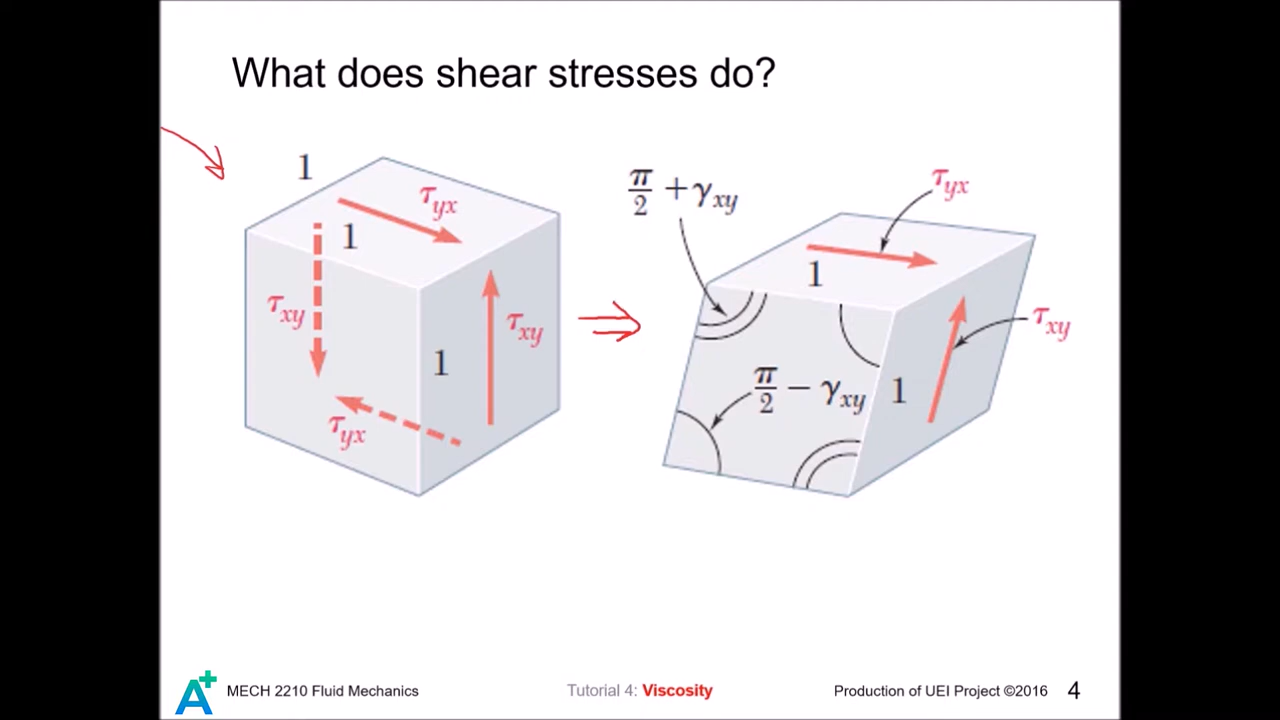 What does shear stresses do?
1
τyx
1
τxy
τxy
1
τyx
π/2 + γxy
τyx
1
τxy
π/2 − γxy
1
A+
MECH 2210 Fluid Mechanics
Tutorial 4: Viscosity
Production of UEI Project ©2016
4